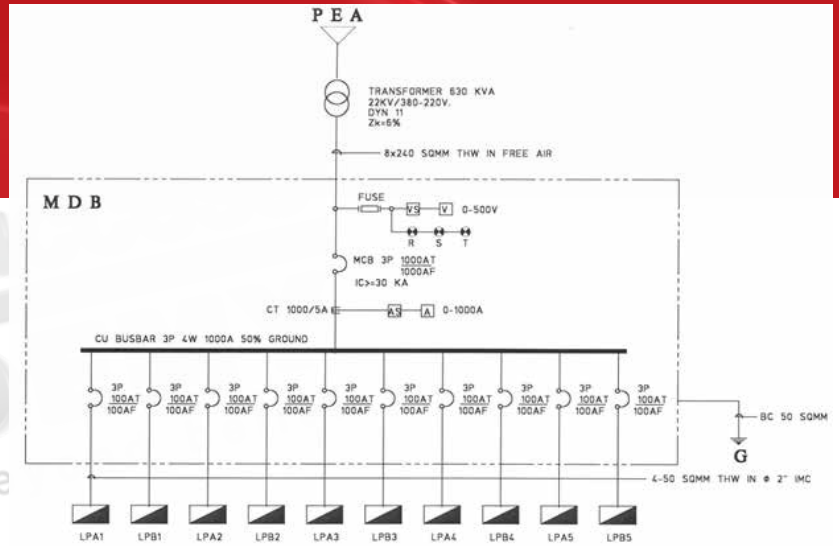 PEA
TRANSFORMER 630 KVA
22KV/380-220V.
DYN 11
Zk=6%
8x240 SQMM THW IN FREE AIR
MDB
FUSE
VS V 0-500V
R S T
MCB 3P 1000AT
1000AF
IC>=30 KA
CT 1000/5A AS A 0-1000A
CU BUSBAR 3P 4W 1000A 50% GROUND
3P 3P 3P 3P 3P 3P 3P 3P 3P 3P
100AT 100AT 100AT 100AT 100AT 100AT 100AT 100AT 100AT 100AT
100AF 100AF 100AF 100AF 100AF 100AF 100AF 100AF 100AF 100AF
BC 50 SQMM
G
4-50 SQMM THW IN φ 2" IMC
LPA1 LPB1 LPA2 LPB2 LPA3 LPB3 LPA4 LPB4 LPA5 LPB5